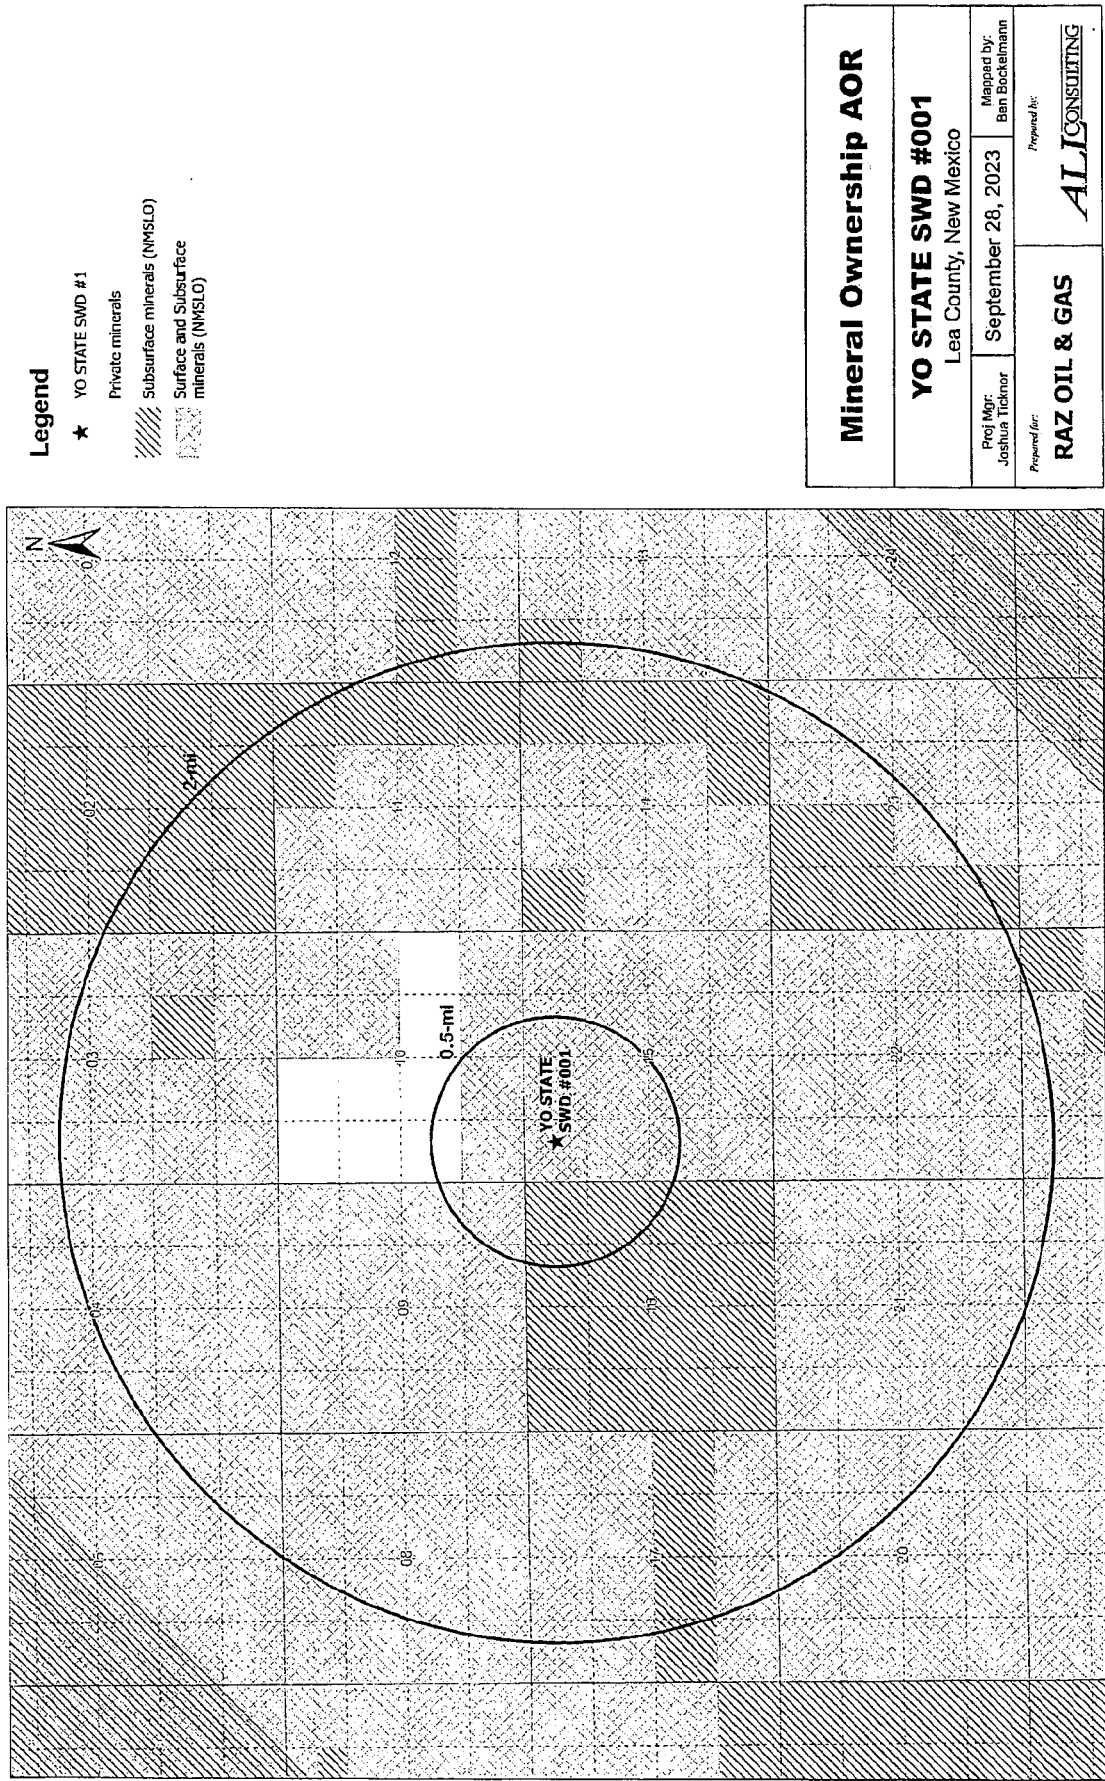 N
01
02
03
04
05
2-mi
12
11
10
09
08
0.5-mi
YO STATE
SWD #001
13
14
15
17
24
22
21
20
Legend
YO STATE SWD #1
Private minerals
Subsurface minerals (NMSLO)
Surface and Subsurface
minerals (NMSLO)
Mineral Ownership AOR
YO STATE SWD #001
Lea County, New Mexico
Proj Mgr:
Joshua Ticknor
September 28, 2023
Mapped by:
Ben Bockelmann
Prepared for:
RAZ OIL & GAS
Prepared by:
ALL CONSULTING